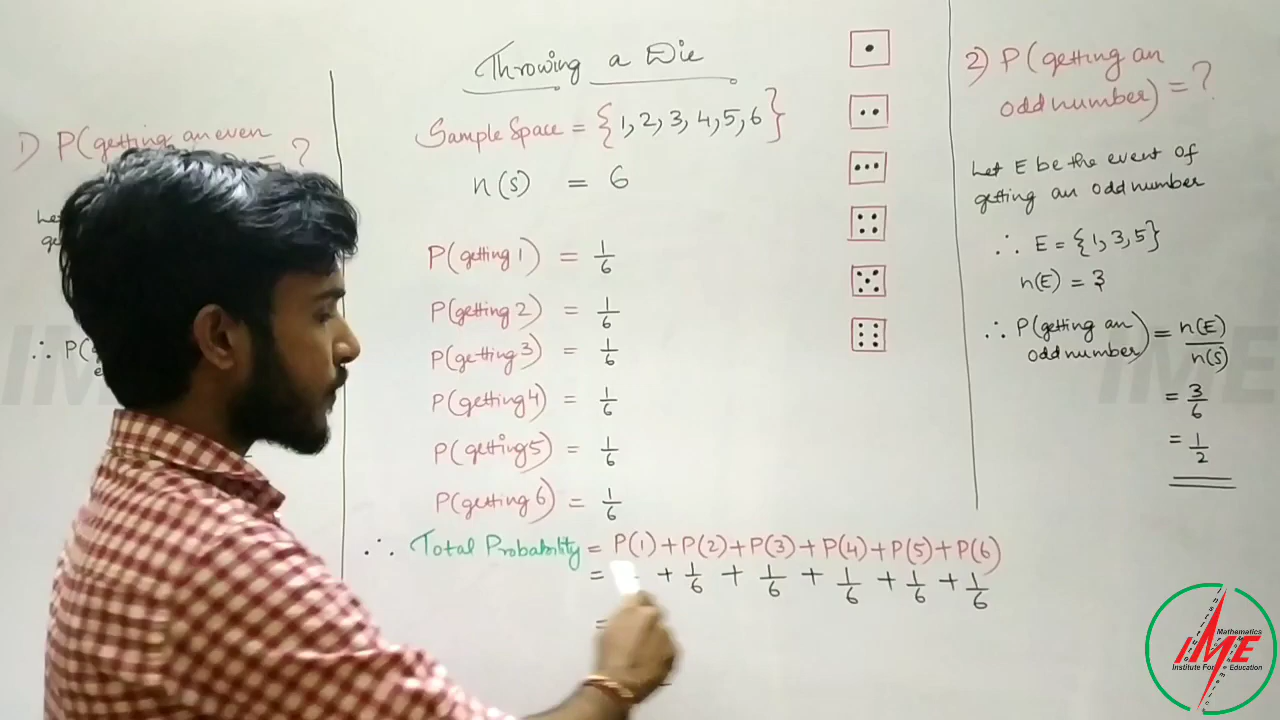 Throwing a Die
Sample Space = {1, 2, 3, 4, 5, 6}
n(s) = 6
P(getting 1) = 1/6
P(getting 2) = 1/6
P(getting 3) = 1/6
P(getting 4) = 1/6
P(getting 5) = 1/6
P(getting 6) = 1/6
∴ Total Probability = P(1)+P(2)+P(3)+P(4)+P(5)+P(6)
= + 1/6 + 1/6 + 1/6 + 1/6 + 1/6
=
1) P(getting an even
= ?
Let
∴ P(
2) P(getting an
odd number) = ?
Let E be the event of
getting an odd number
∴ E = {1, 3, 5}
n(E) = 3
∴ P(getting an
odd number) = n(E)/n(S)
= 3/6
= 1/2
IME
IME
Mathematics
IME
Institute For Education